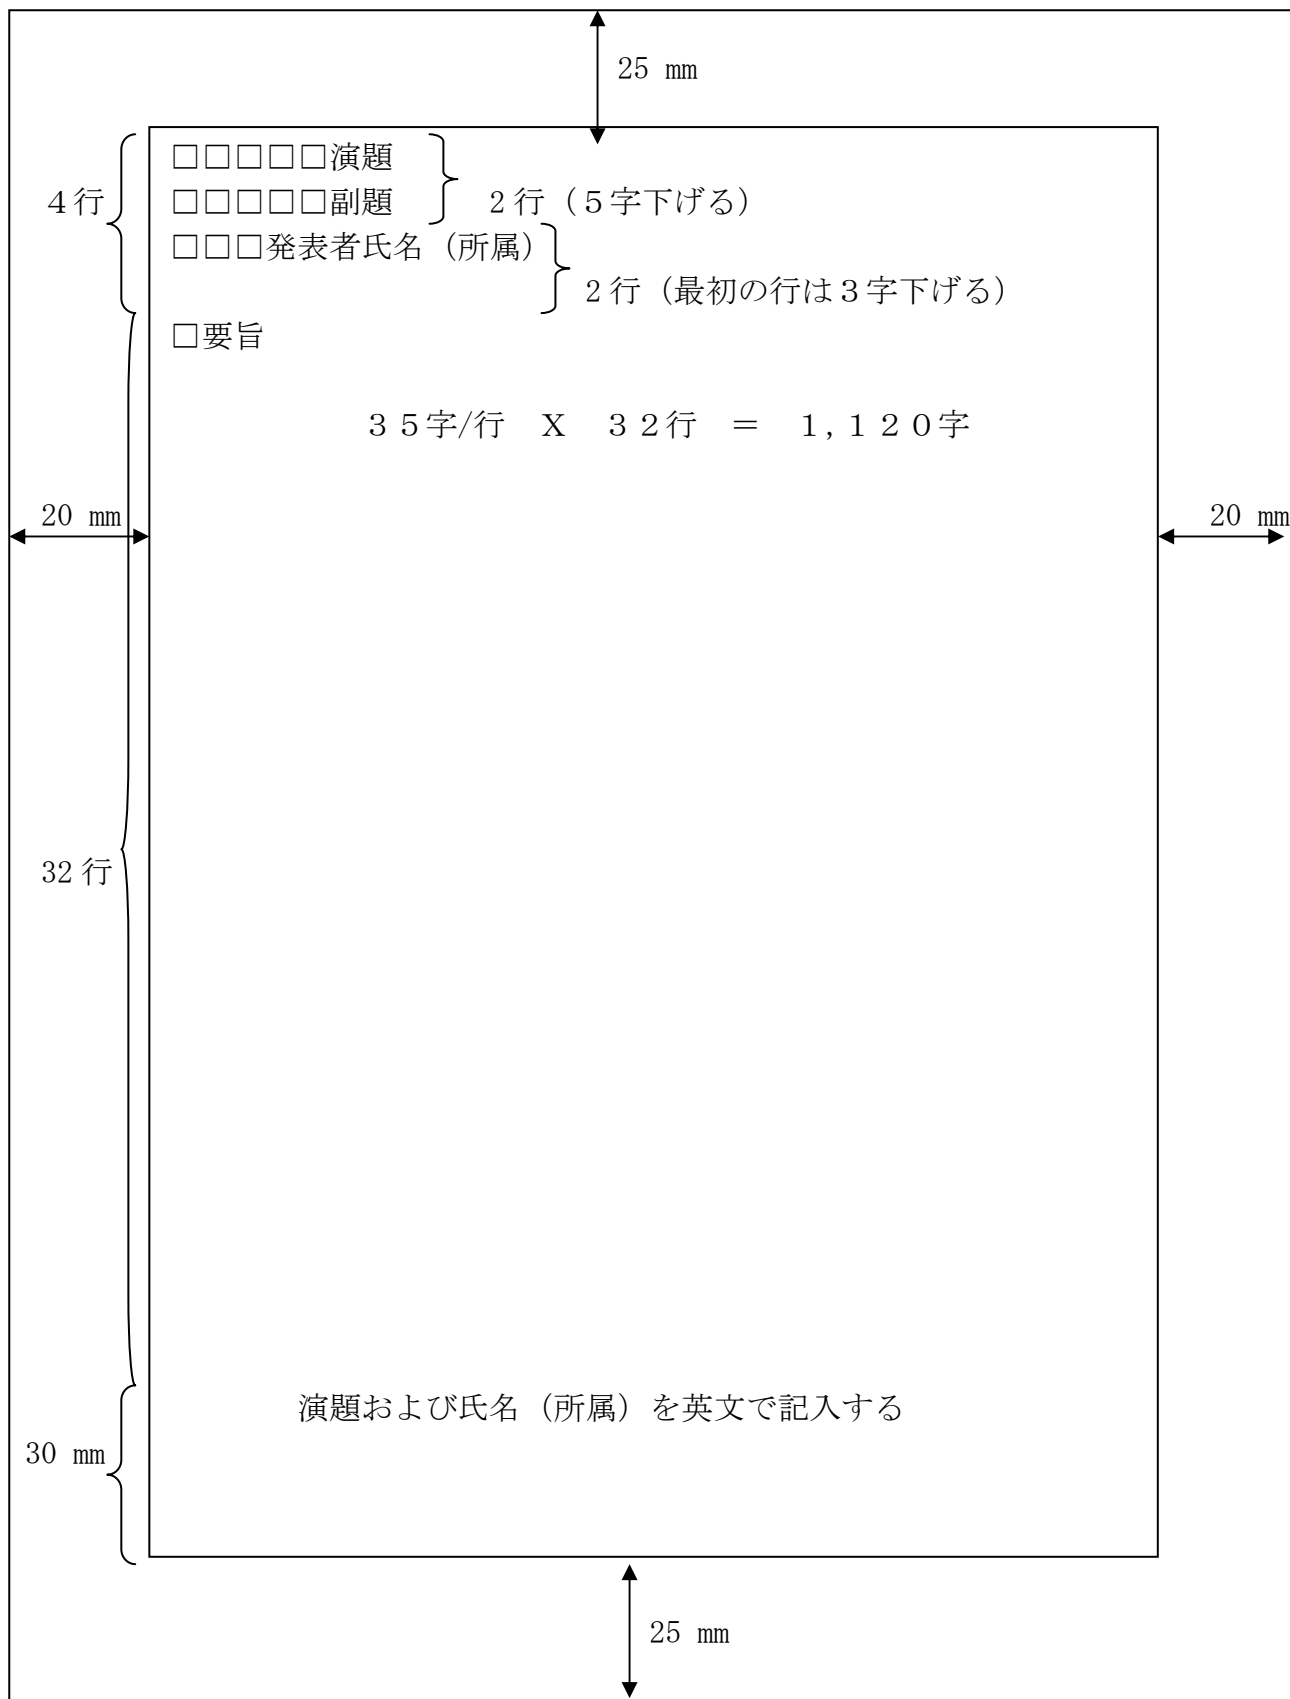 25 mm
□□□□□演題
4行
□□□□□副題
2行（５字下げる）
□□□発表者氏名（所属）
2行（最初の行は３字下げる）
□要旨
３５字/行　X　３２行　＝　１,１２０字
20 mm
20 mm
32行
演題および氏名（所属）を英文で記入する
30 mm
25 mm